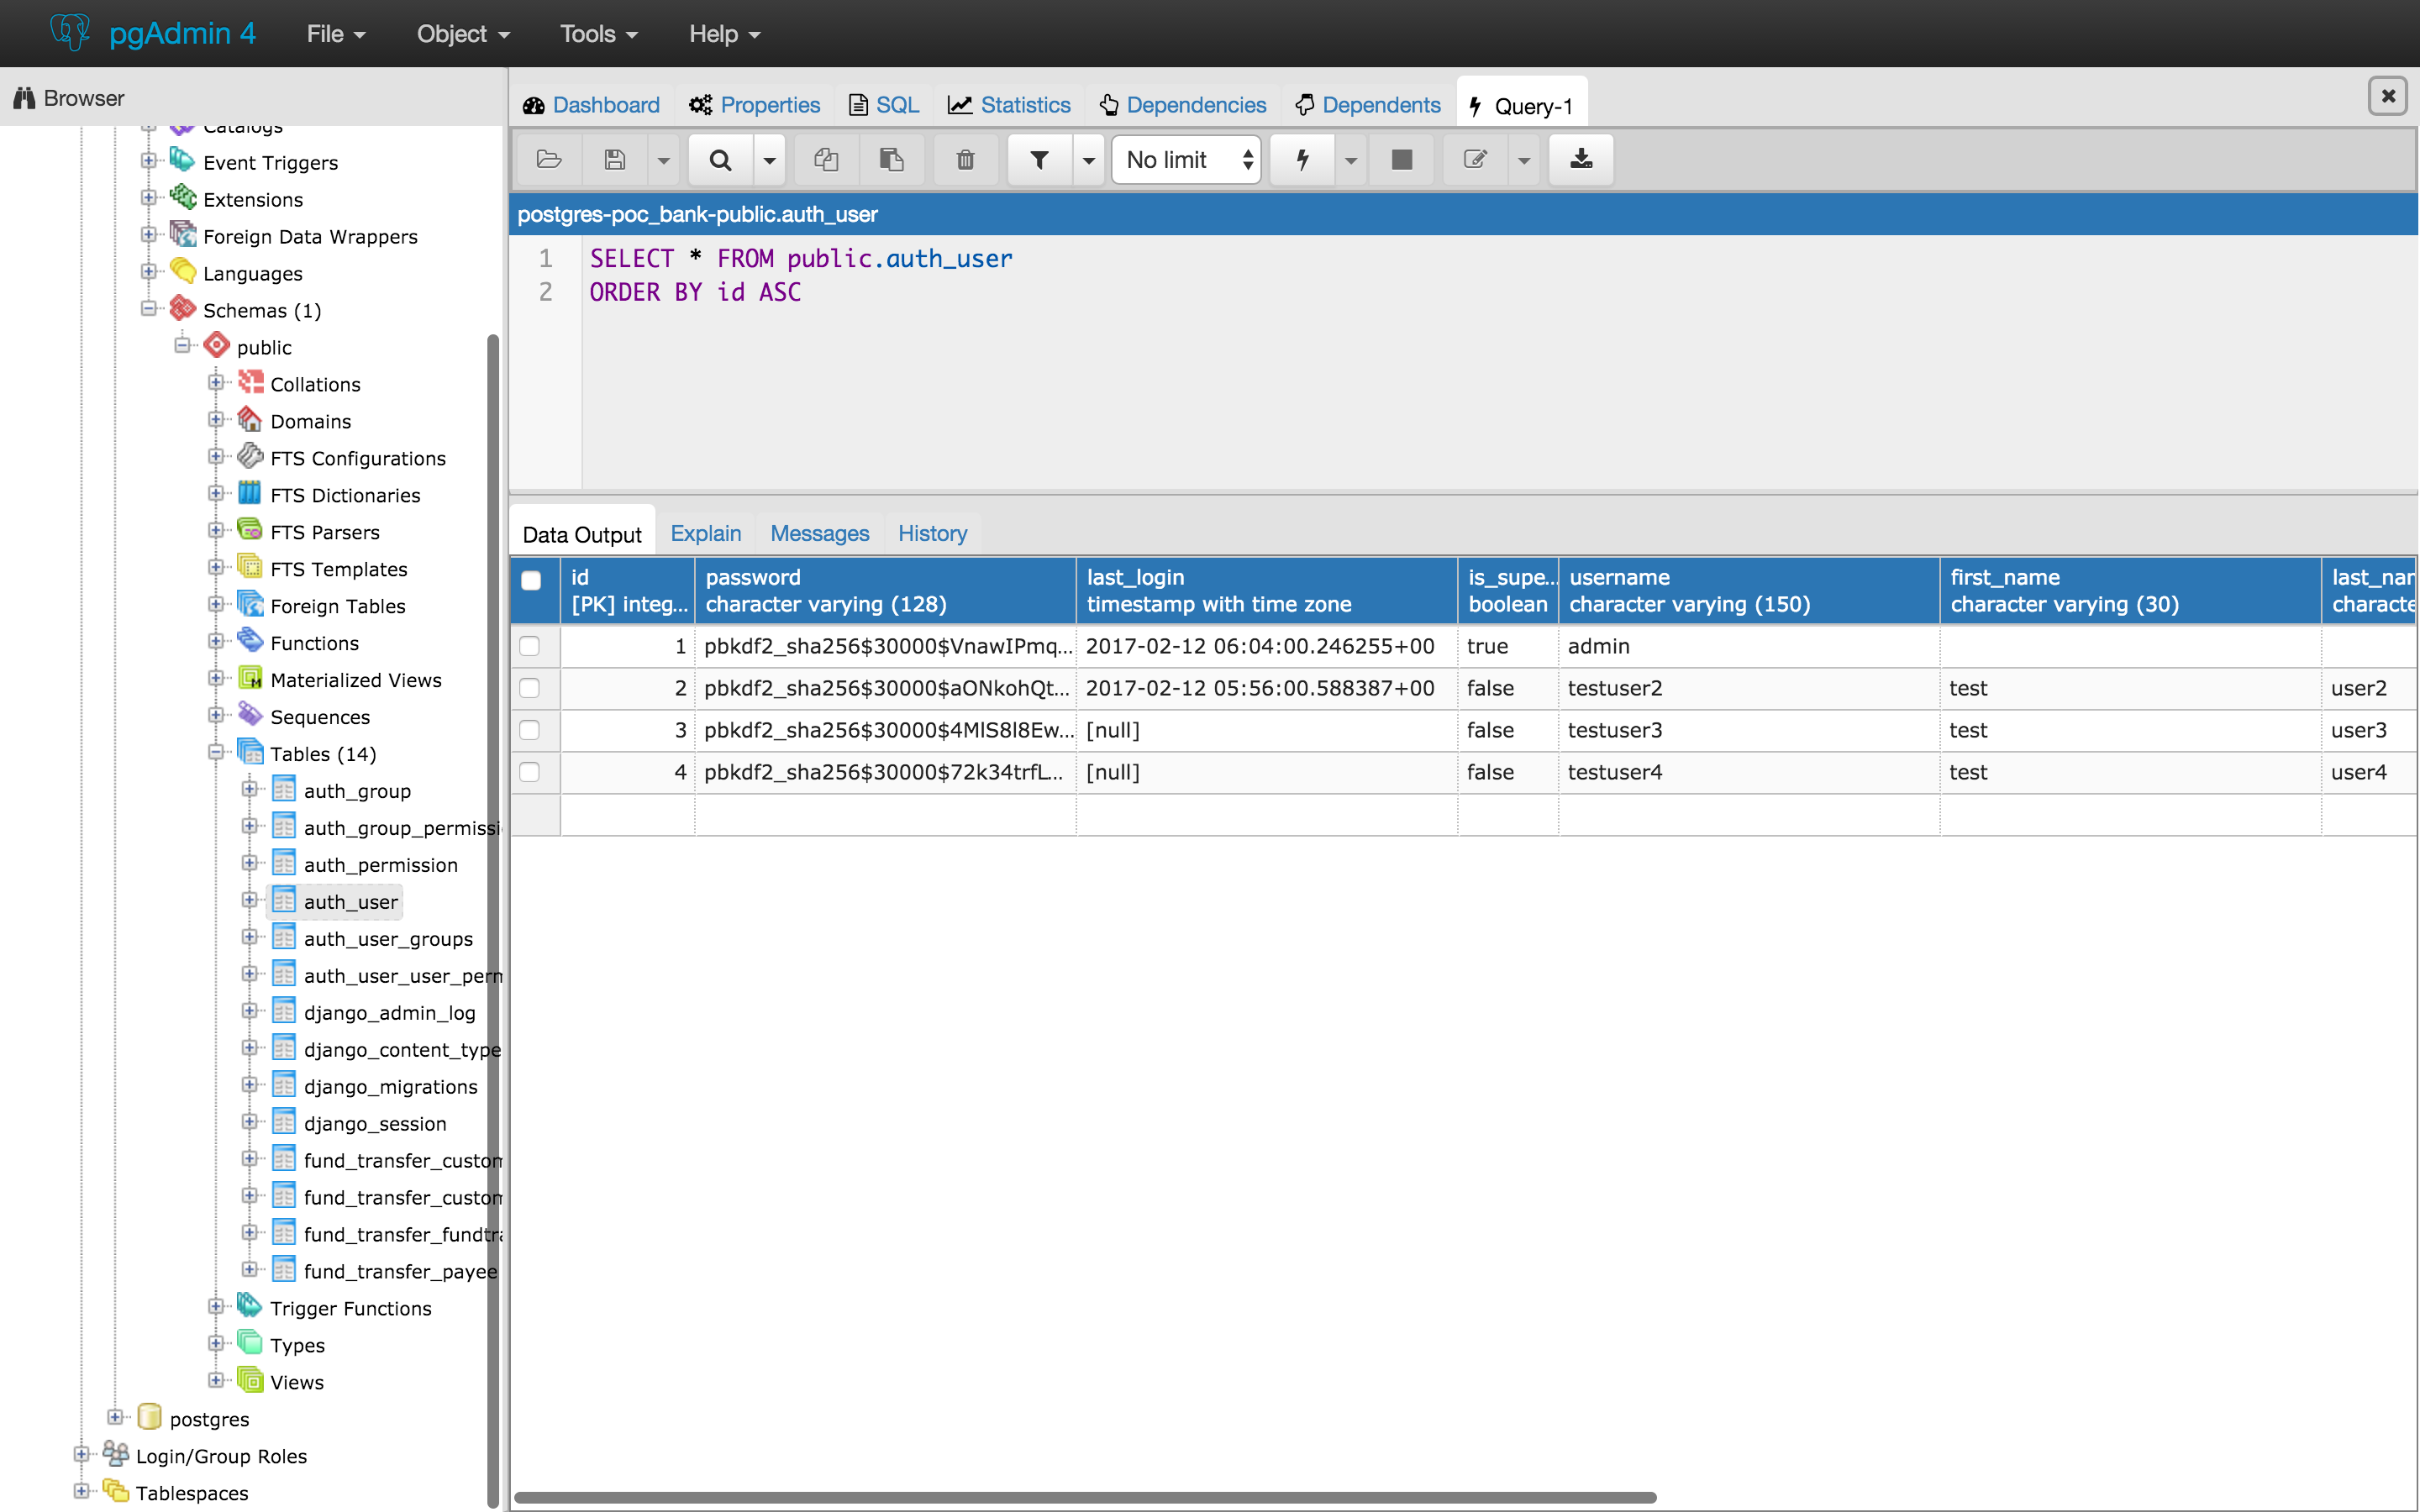 pgAdmin 4 File Object Tools Help
Browser
Catalogs
Event Triggers
Extensions
Foreign Data Wrappers
Languages
Schemas (1)
public
Collations
Domains
FTS Configurations
FTS Dictionaries
FTS Parsers
FTS Templates
Foreign Tables
Functions
Materialized Views
Sequences
Tables (14)
auth_group
auth_group_permissi
auth_permission
auth_user
auth_user_groups
auth_user_user_perm
django_admin_log
django_content_type
django_migrations
django_session
fund_transfer_custom
fund_transfer_custom
fund_transfer_fundtra
fund_transfer_payee
Trigger Functions
Types
Views
postgres
Login/Group Roles
Tablespaces
Dashboard Properties SQL Statistics Dependencies Dependents Query-1
No limit
postgres-poc_bank-public.auth_user
1 SELECT * FROM public.auth_user
2 ORDER BY id ASC
Data Output Explain Messages History
id password last_login is_supe... username first_name last_nar
[PK] integ... character varying (128) timestamp with time zone boolean character varying (150) character varying (30) characte
1 pbkdf2_sha256$30000$VnawIPmq... 2017-02-12 06:04:00.246255+00 true admin
2 pbkdf2_sha256$30000$aONkohQt... 2017-02-12 05:56:00.588387+00 false testuser2 test user2
3 pbkdf2_sha256$30000$4MlS8l8Ew... [null] false testuser3 test user3
4 pbkdf2_sha256$30000$72k34trfL... [null] false testuser4 test user4